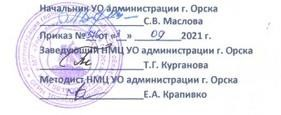 Начальник УО администрации г. Орска
С.В. Маслова
Приказ № от « 3 » 09 2021 г.
Заведующий НМЦ УО администрации г. Орска
Т.Г. Курганова
Методист НМЦ УО администрации г. Орска
Е.А. Крапивко